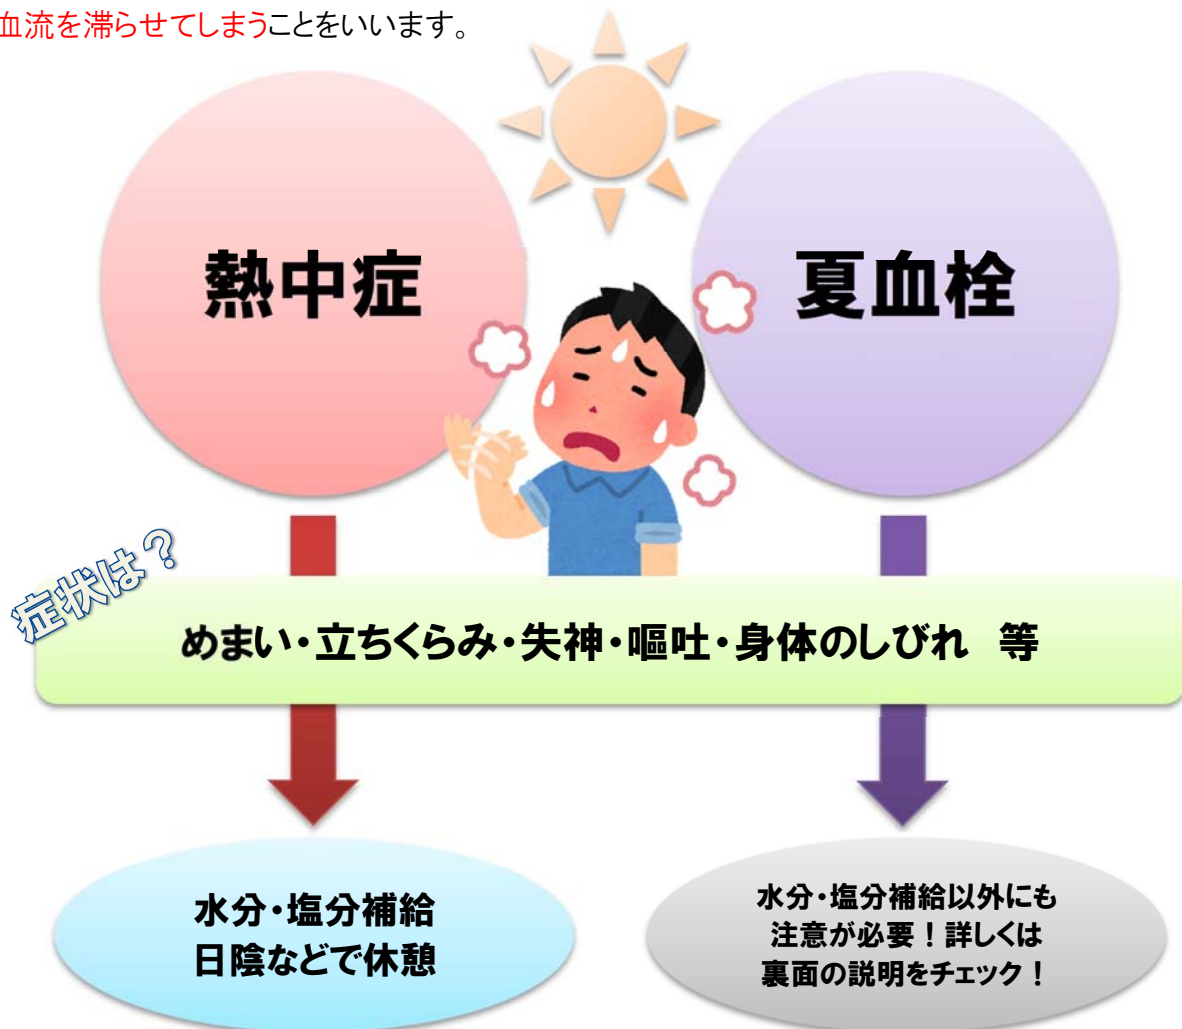 血流を滞らせてしまうことをいいます。
熱中症
夏血栓
症状は？
めまい・立ちくらみ・失神・嘔吐・身体のしびれ　等
水分・塩分補給
日陰などで休憩
水分・塩分補給以外にも
注意が必要！詳しくは
裏面の説明をチェック！